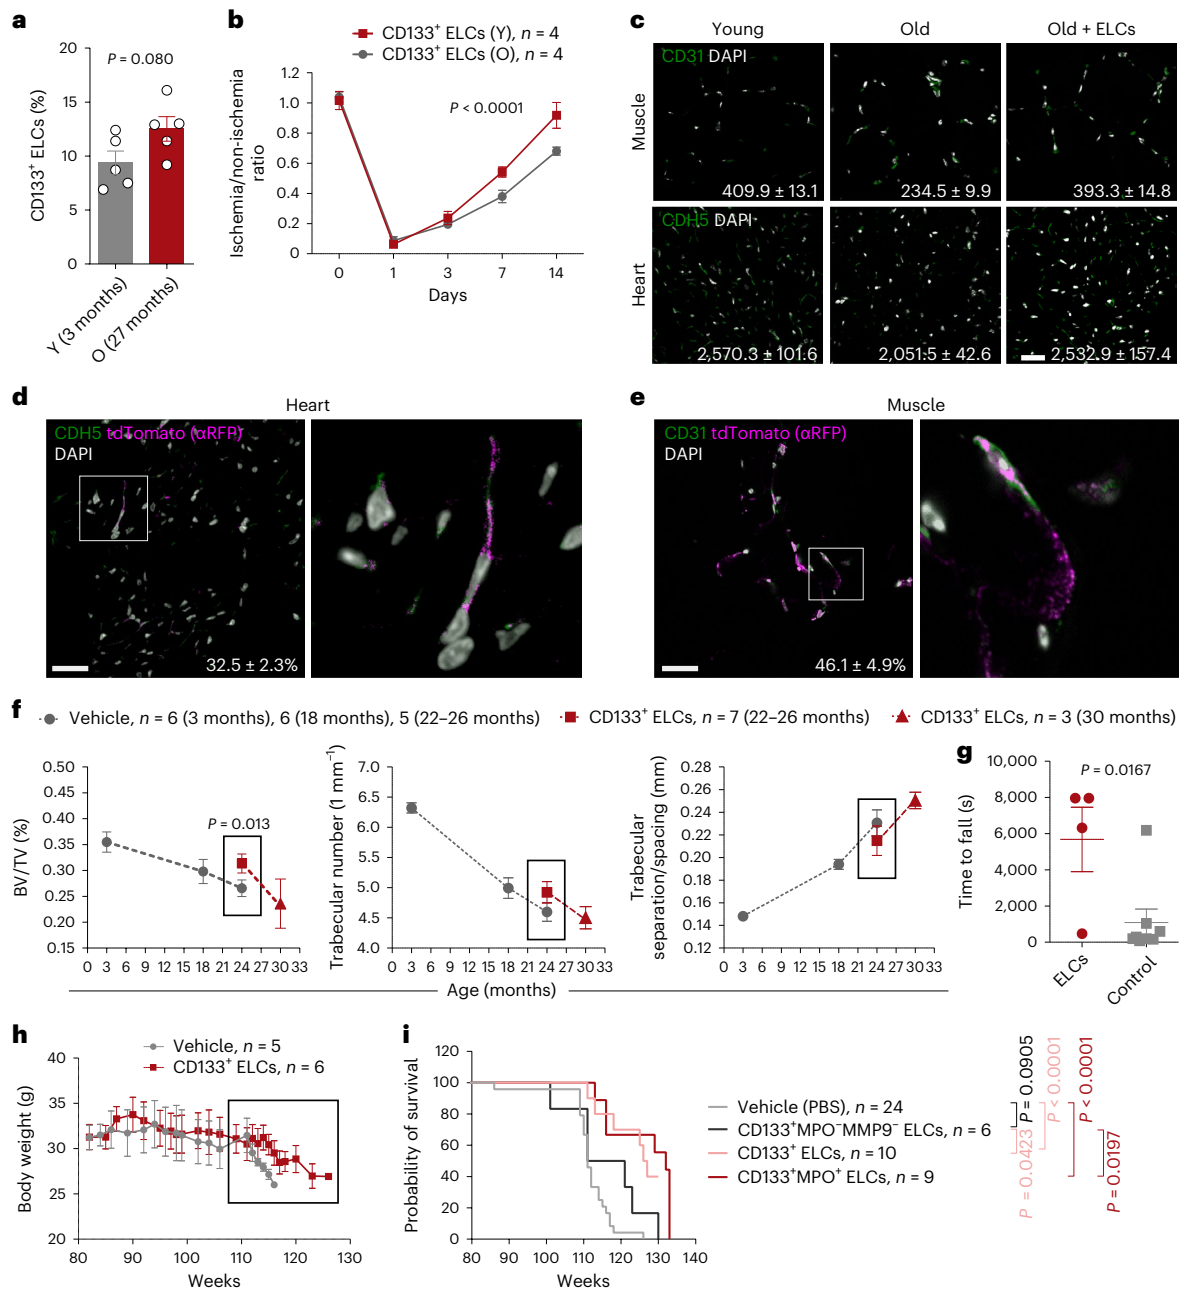 a
20
15
10
5
0
CD133⁺ ELCs (%)
P = 0.080
Y (3 months)
O (27 months)
b
CD133⁺ ELCs (Y), n = 4
CD133⁺ ELCs (O), n = 4
1.2
1.0
0.8
0.6
0.4
0.2
0
Ischemia/non-ischemia
ratio
P < 0.0001
0 1 3 7 14
Days
c
Young
Old
Old + ELCs
Muscle
CD31 DAPI
409.9 ± 13.1
234.5 ± 9.9
393.3 ± 14.8
Heart
CDH5 DAPI
2,570.3 ± 101.6
2,051.5 ± 42.6
2,532.9 ± 157.4
d
Heart
CDH5 tdTomato (αRFP)
DAPI
32.5 ± 2.3%
e
Muscle
CD31 tdTomato (αRFP)
DAPI
46.1 ± 4.9%
f
Vehicle, n = 6 (3 months), 6 (18 months), 5 (22–26 months)
CD133⁺ ELCs, n = 7 (22–26 months)
CD133⁺ ELCs, n = 3 (30 months)
0.50
0.45
0.40
0.35
0.30
0.25
0.20
0.15
BV/TV (%)
P = 0.013
0 3 6 9 12 15 18 21 24 27 30 33
7.0
6.5
6.0
5.5
5.0
4.5
4.0
Trabecular number (1 mm⁻¹)
0 3 6 9 12 15 18 21 24 27 30 33
0.28
0.26
0.24
0.22
0.20
0.18
0.16
0.14
0.12
Trabecular
separation/spacing (mm)
0 3 6 9 12 15 18 21 24 27 30 33
Age (months)
g
10,000
8,000
6,000
4,000
2,000
0
Time to fall (s)
P = 0.0167
ELCs
Control
h
Vehicle, n = 5
CD133⁺ ELCs, n = 6
40
35
30
25
20
Body weight (g)
80 90 100 110 120 130
Weeks
i
120
100
80
60
40
20
0
Probability of survival
80 100 120 140
Weeks
Vehicle (PBS), n = 24
CD133⁺MPO⁻MMP9⁻ ELCs, n = 6
CD133⁺ ELCs, n = 10
CD133⁺MPO⁺ ELCs, n = 9
P = 0.0905
P < 0.0001
P < 0.0001
P = 0.0423
P = 0.0197